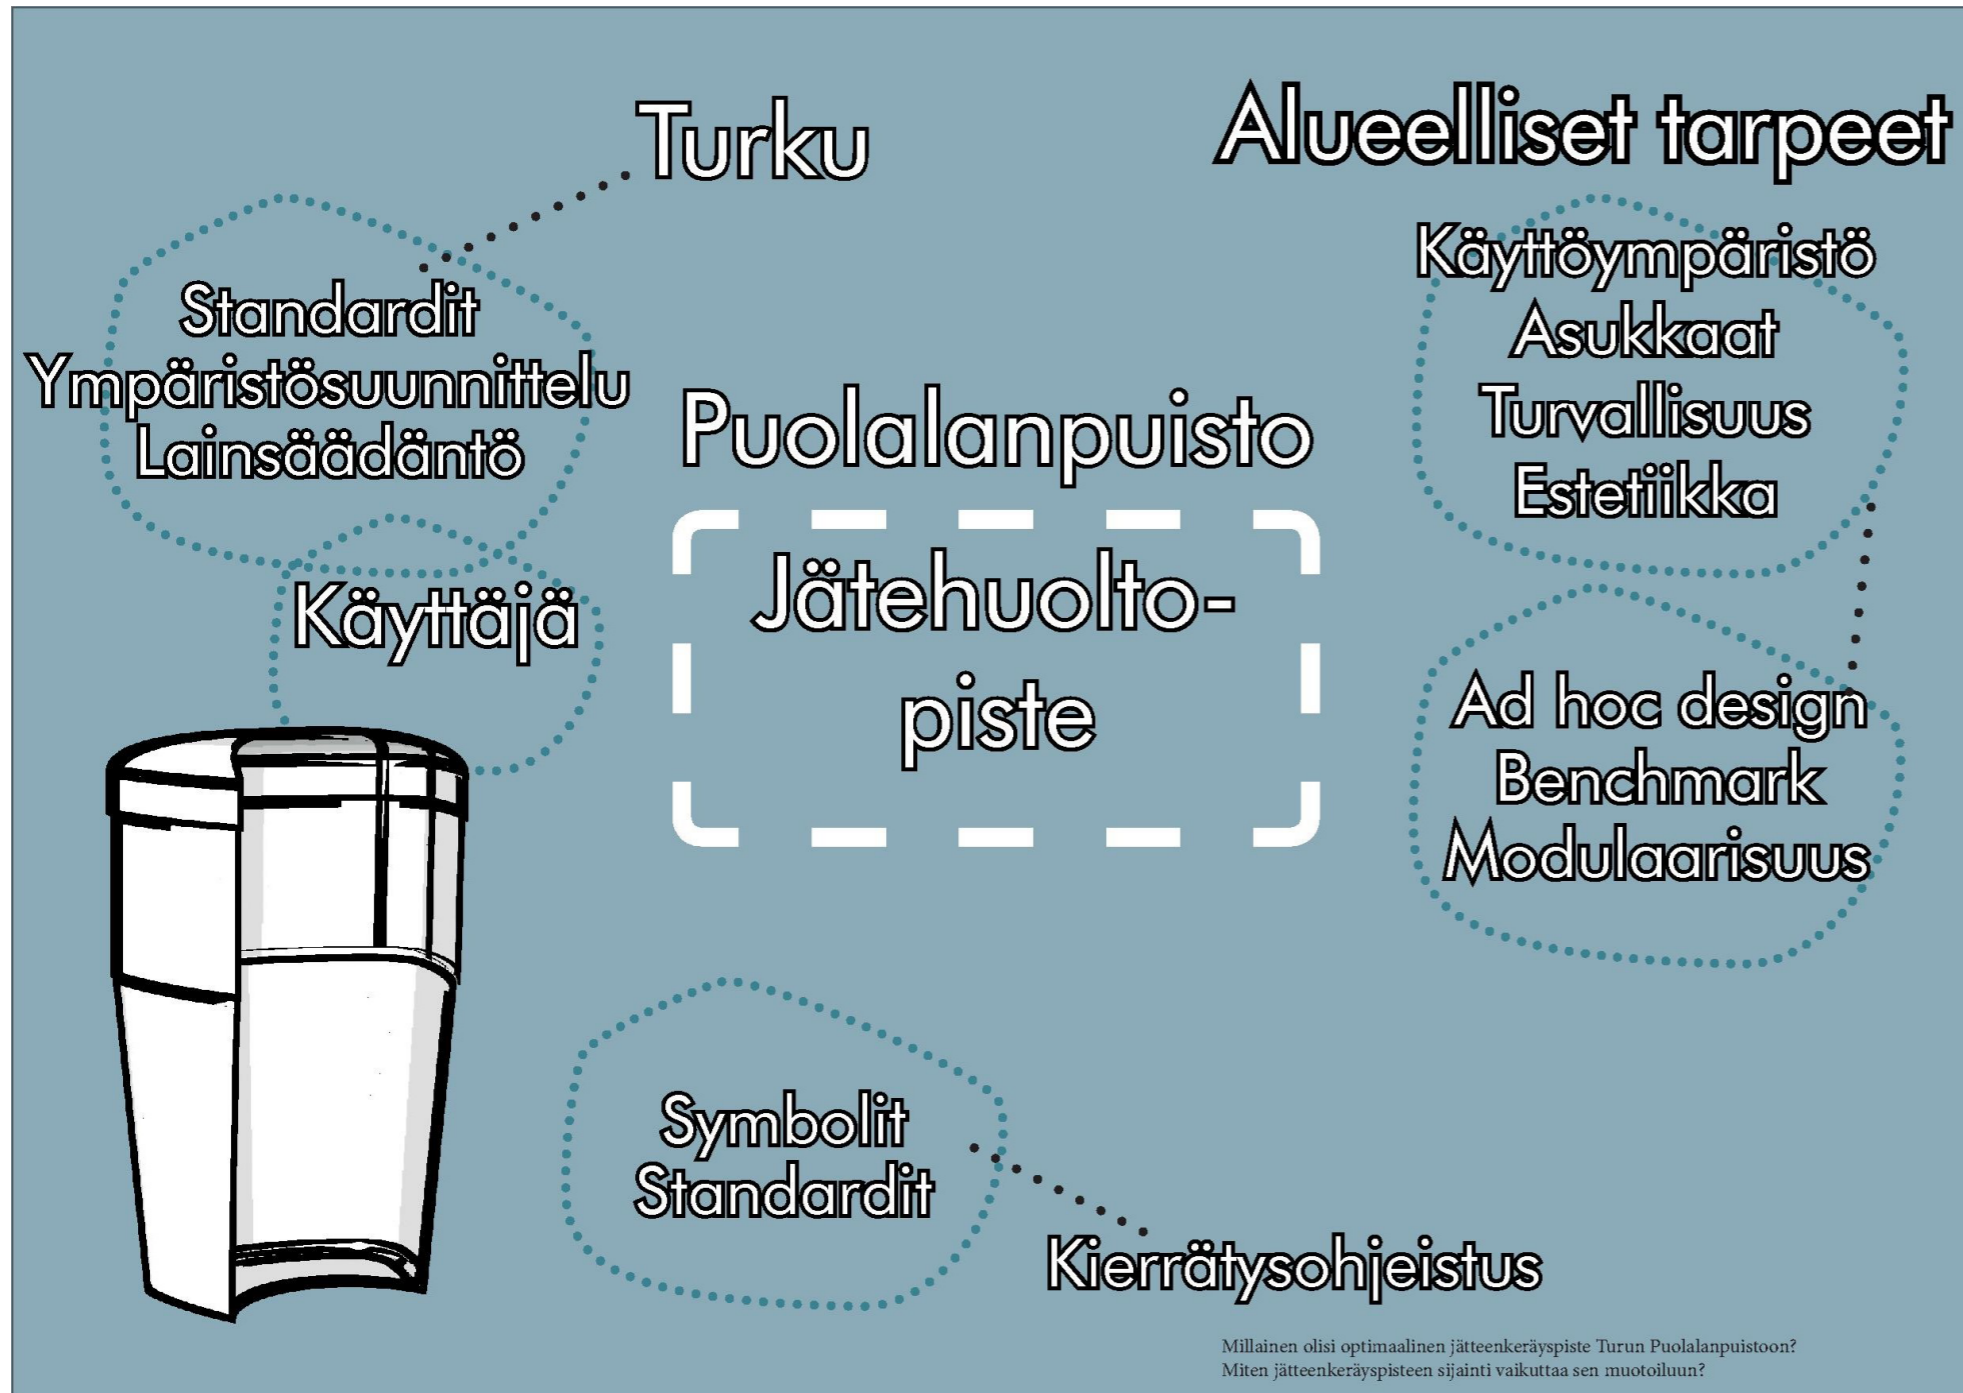 Turku
Alueelliset tarpeet
Standardit
Ympäristösuunnittelu
Lainsäädäntö
Käyttäjä
Puolalanpuisto
Jätehuolto-
piste
Käyttöympäristö
Asukkaat
Turvallisuus
Estetiikka
Ad hoc design
Benchmark
Modulaarisuus
Symbolit
Standardit
Kierrätysohjeistus
Millainen olisi optimaalinen jätteenkeräyspiste Turun Puolalanpuistoon?
Miten jätteenkeräyspisteen sijainti vaikuttaa sen muotoiluun?